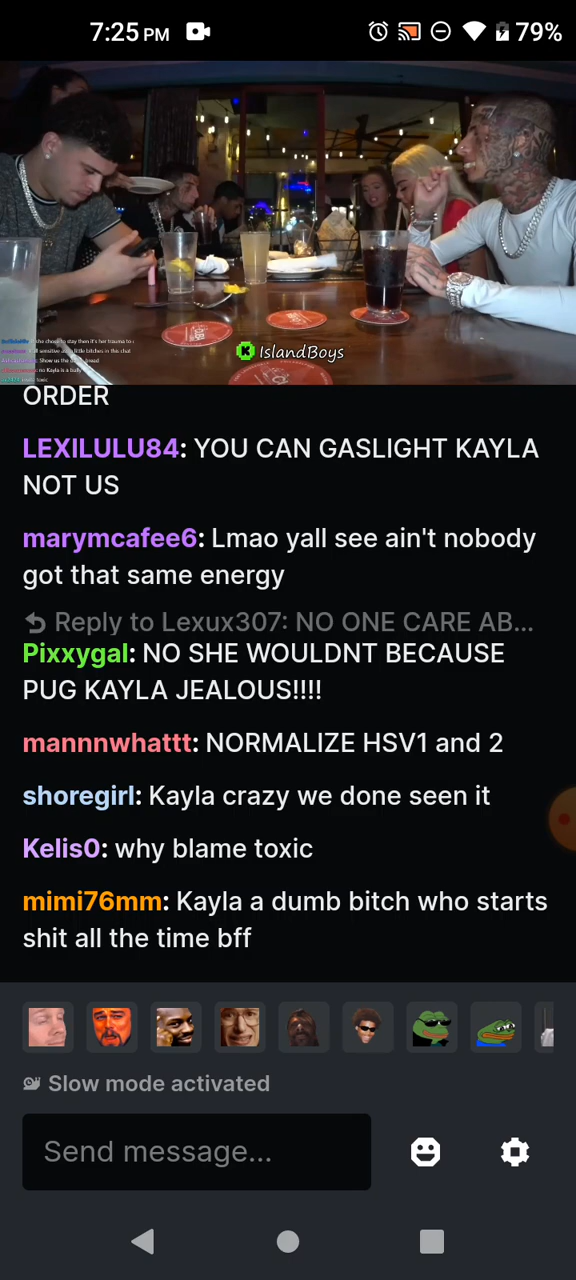 7:25 PM
79%
IslandBoys
ORDER
LEXILULU84: YOU CAN GASLIGHT KAYLA
NOT US
marymcafee6: Lmao yall see ain't nobody
got that same energy
Reply to Lexux307: NO ONE CARE AB...
Pixxygal: NO SHE WOULDNT BECAUSE
PUG KAYLA JEALOUS!!!!
mannnwhattt: NORMALIZE HSV1 and 2
shoregirl: Kayla crazy we done seen it
Kelis0: why blame toxic
mimi76mm: Kayla a dumb bitch who starts
shit all the time bff
Slow mode activated
Send message...